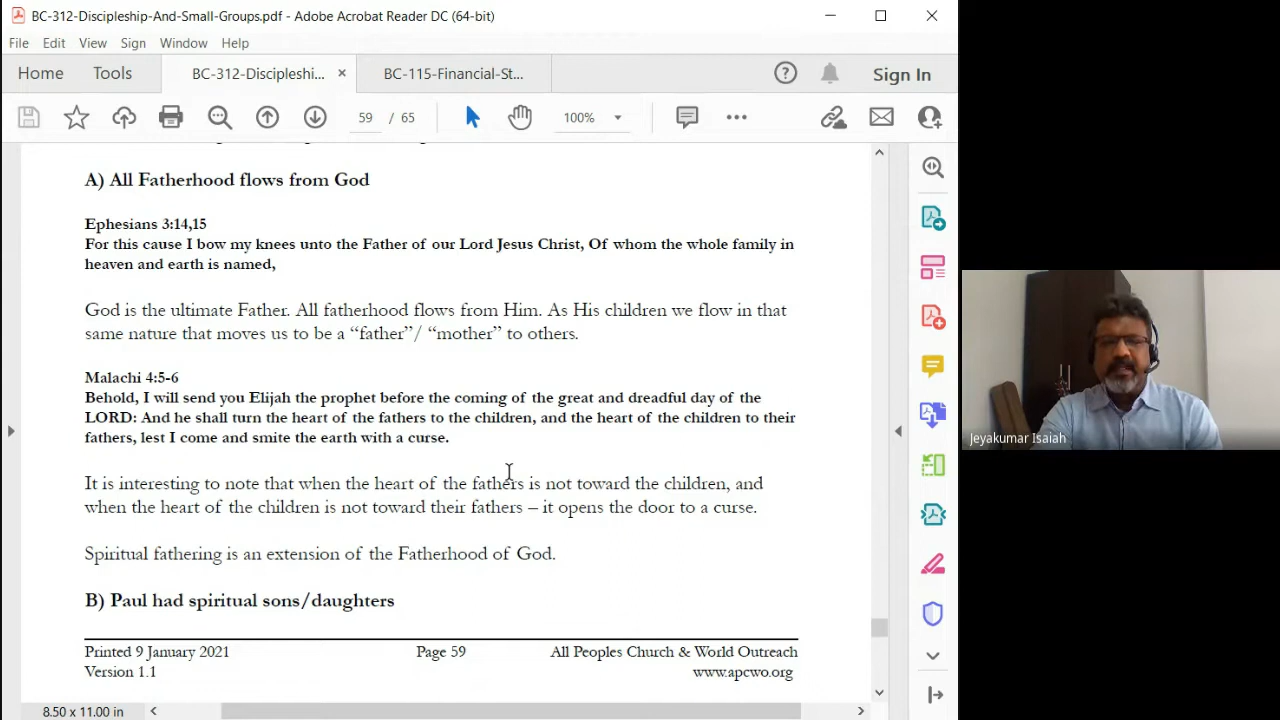 BC-312-Discipleship-And-Small-Groups.pdf - Adobe Acrobat Reader DC (64-bit)
File Edit View Sign Window Help
Home Tools BC-312-Discipleshi... BC-115-Financial-St... Sign In
59 / 65 100%
A) All Fatherhood flows from God
Ephesians 3:14,15
For this cause I bow my knees unto the Father of our Lord Jesus Christ, Of whom the whole family in
heaven and earth is named,
God is the ultimate Father. All fatherhood flows from Him. As His children we flow in that
same nature that moves us to be a “father”/ “mother” to others.
Malachi 4:5-6
Behold, I will send you Elijah the prophet before the coming of the great and dreadful day of the
LORD: And he shall turn the heart of the fathers to the children, and the heart of the children to their
fathers, lest I come and smite the earth with a curse.
It is interesting to note that when the heart of the fathers is not toward the children, and
when the heart of the children is not toward their fathers – it opens the door to a curse.
Spiritual fathering is an extension of the Fatherhood of God.
B) Paul had spiritual sons/daughters
Printed 9 January 2021 Page 59 All Peoples Church & World Outreach
Version 1.1 www.apcwo.org
8.50 x 11.00 in
Jeyakumar Isaiah